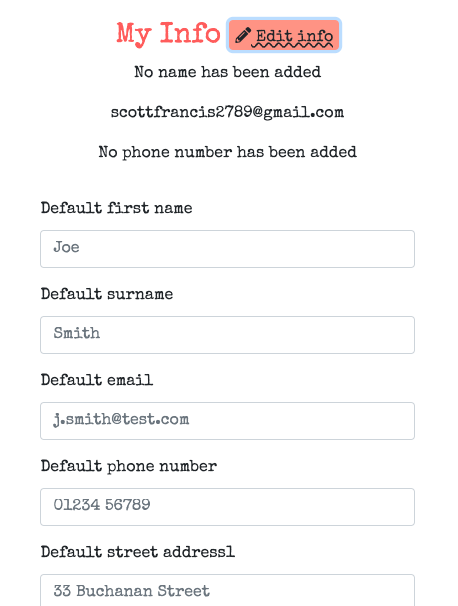 My Info Edit info
No name has been added
scottfrancis2789@gmail.com
No phone number has been added
Default first name
Joe
Default surname
Smith
Default email
j.smith@test.com
Default phone number
01234 56789
Default street address1
33 Buchanan Street